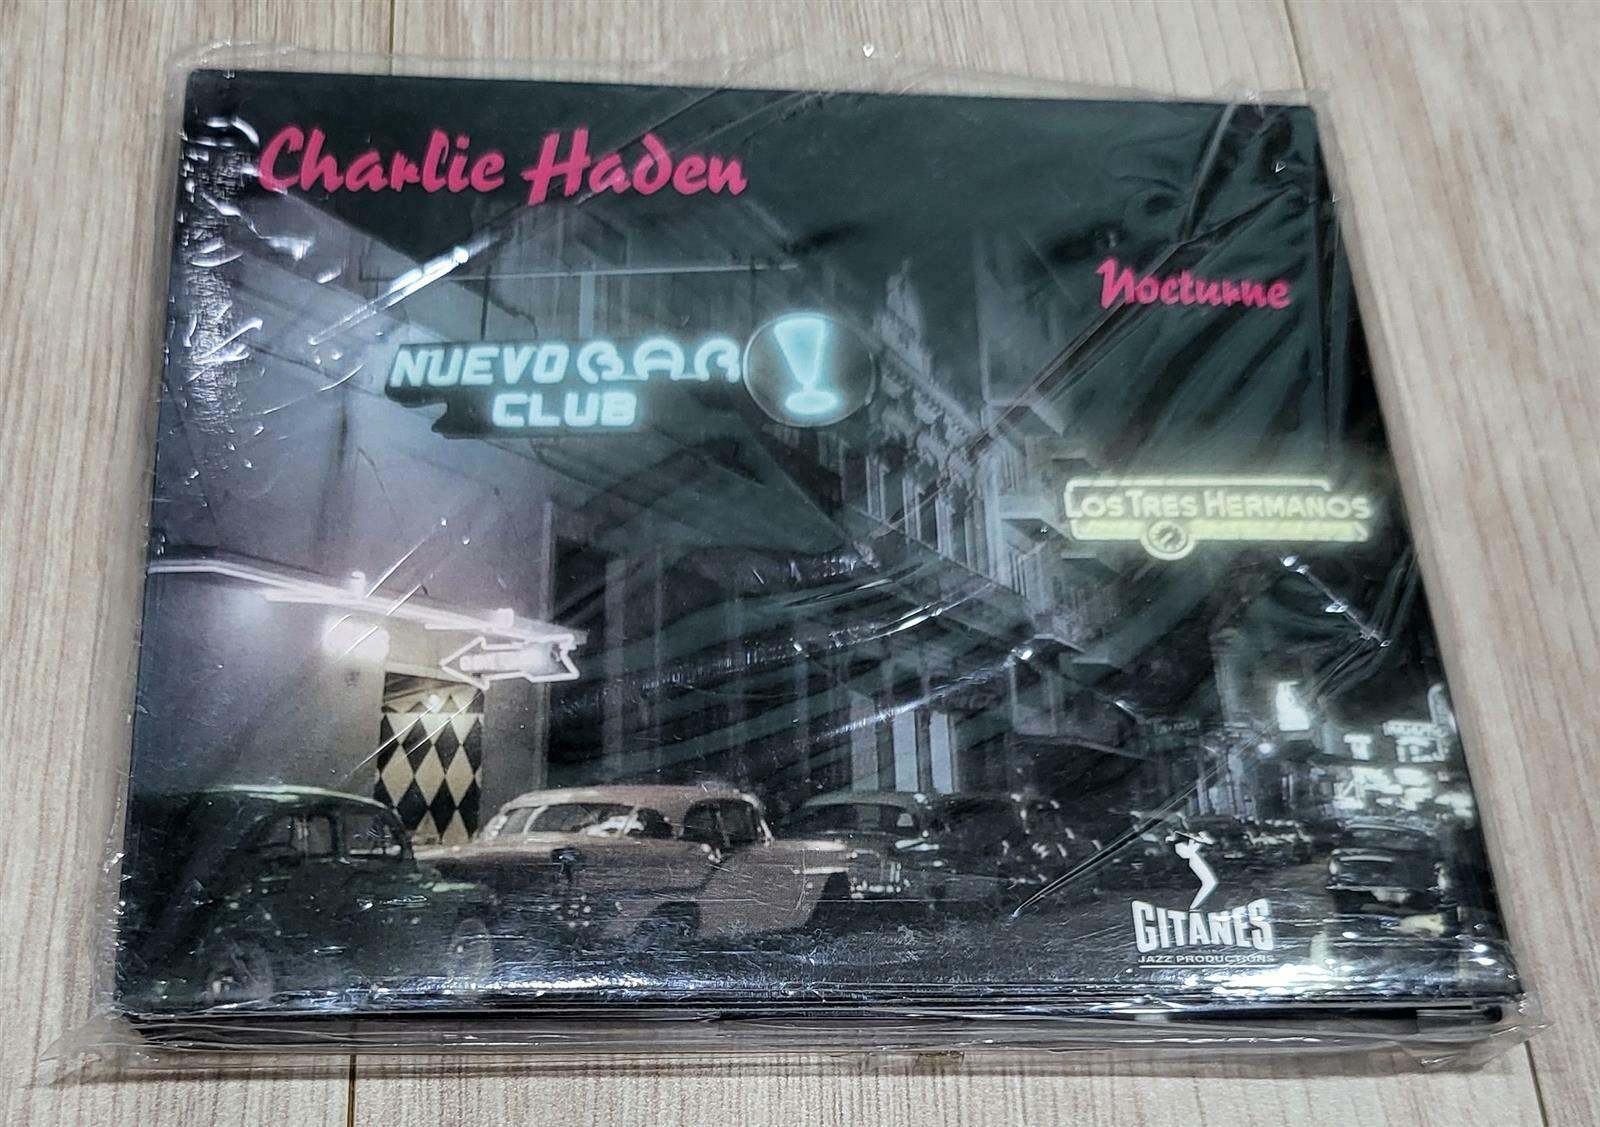 Charlie Haden
Nocturne
NUEVO BAR
CLUB
LOS TRES HERMANOS
GITANES
JAZZ PRODUCTIONS